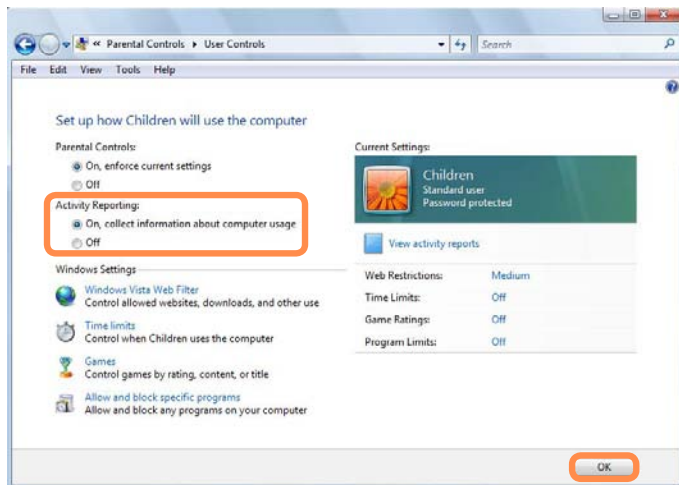 « Parental Controls ▸ User Controls
Search
File Edit View Tools Help
Set up how Children will use the computer
Parental Controls:
On, enforce current settings
Off
Activity Reporting:
On, collect information about computer usage
Off
Windows Settings
Windows Vista Web Filter
Control allowed websites, downloads, and other use
Time limits
Control when Children uses the computer
Games
Control games by rating, content, or title
Allow and block specific programs
Allow and block any programs on your computer
Current Settings:
Children
Standard user
Password protected
View activity reports
Web Restrictions: Medium
Time Limits: Off
Game Ratings: Off
Program Limits: Off
OK